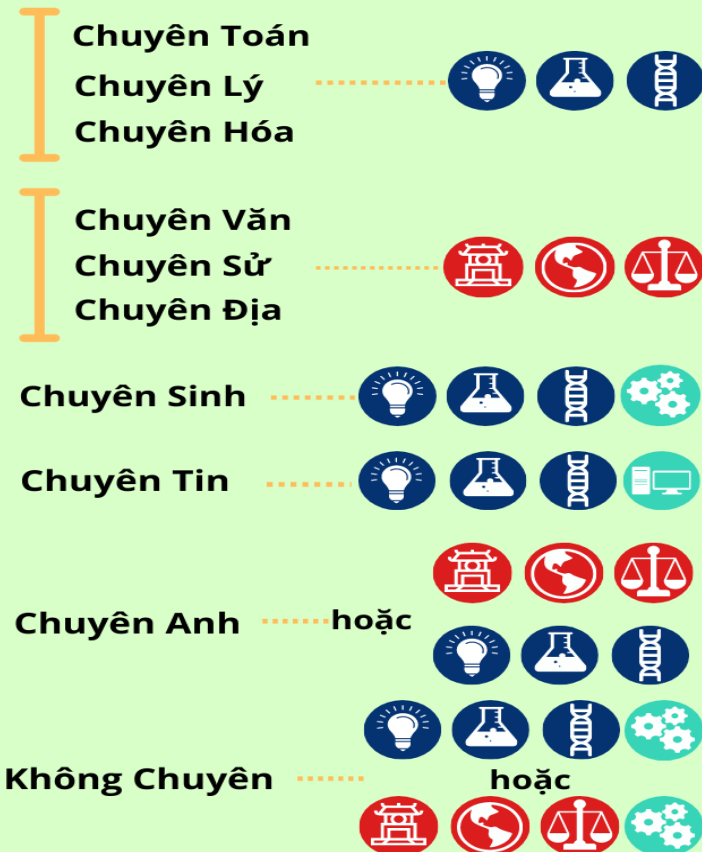 Chuyên Toán
Chuyên Lý
Chuyên Hóa
Chuyên Văn
Chuyên Sử
Chuyên Địa
Chuyên Sinh
Chuyên Tin
Chuyên Anh
hoặc
Không Chuyên
hoặc